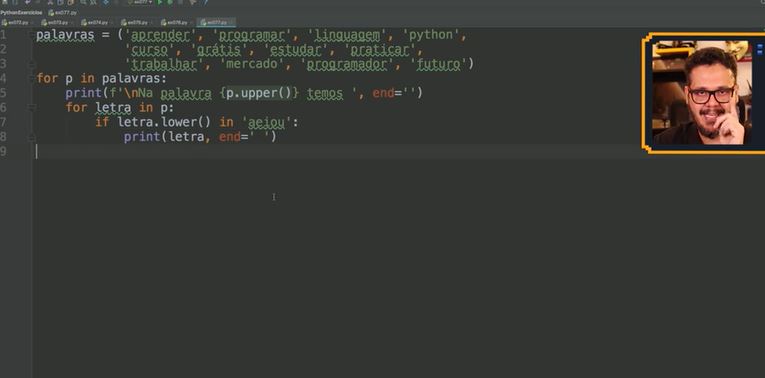 ex077
PythonExercicios ex077.py
ex072.py ex073.py ex074.py ex075.py ex076.py ex077.py
1 palavras = ('aprender', 'programar', 'linguagem', 'python',
2 'curso', 'grátis', 'estudar', 'praticar',
3 'trabalhar', 'mercado', 'programador', 'futuro')
4 for p in palavras:
5 print(f'\nNa palavra {p.upper()} temos ', end='')
6 for letra in p:
7 if letra.lower() in 'aeiou':
8 print(letra, end=' ')
9